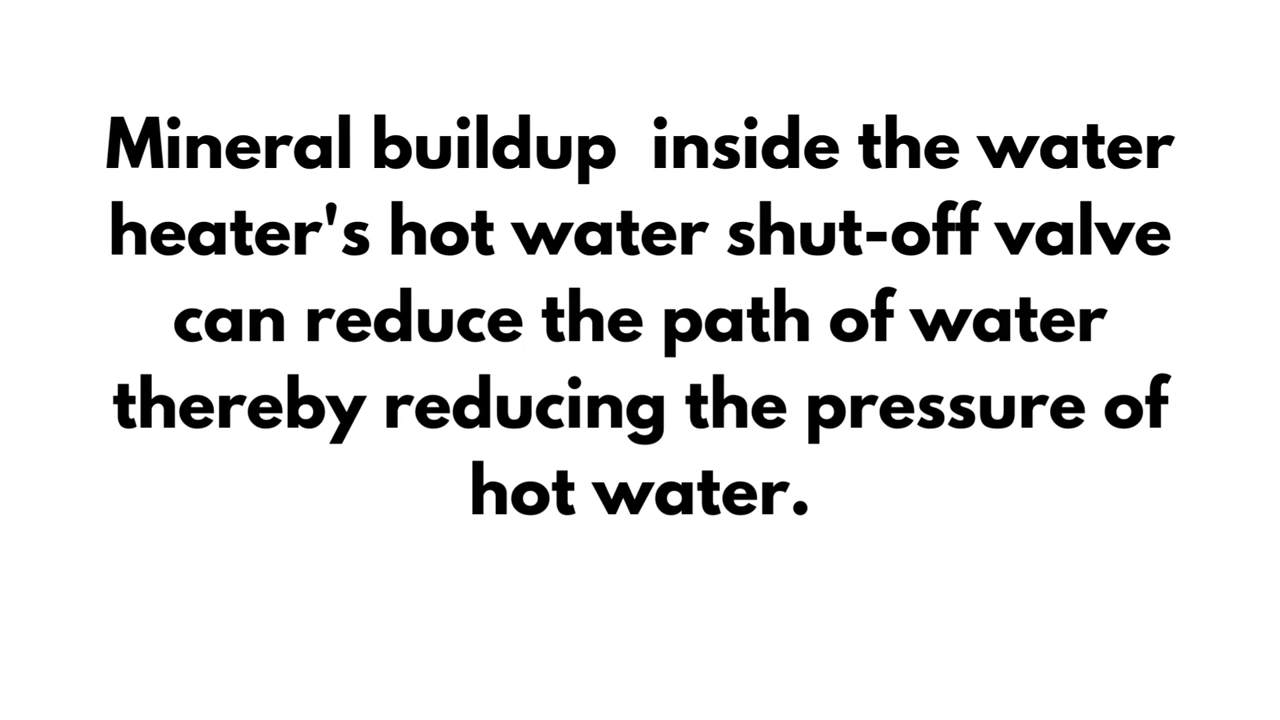 Mineral buildup  inside the water
heater's hot water shut-off valve
can reduce the path of water
thereby reducing the pressure of
hot water.